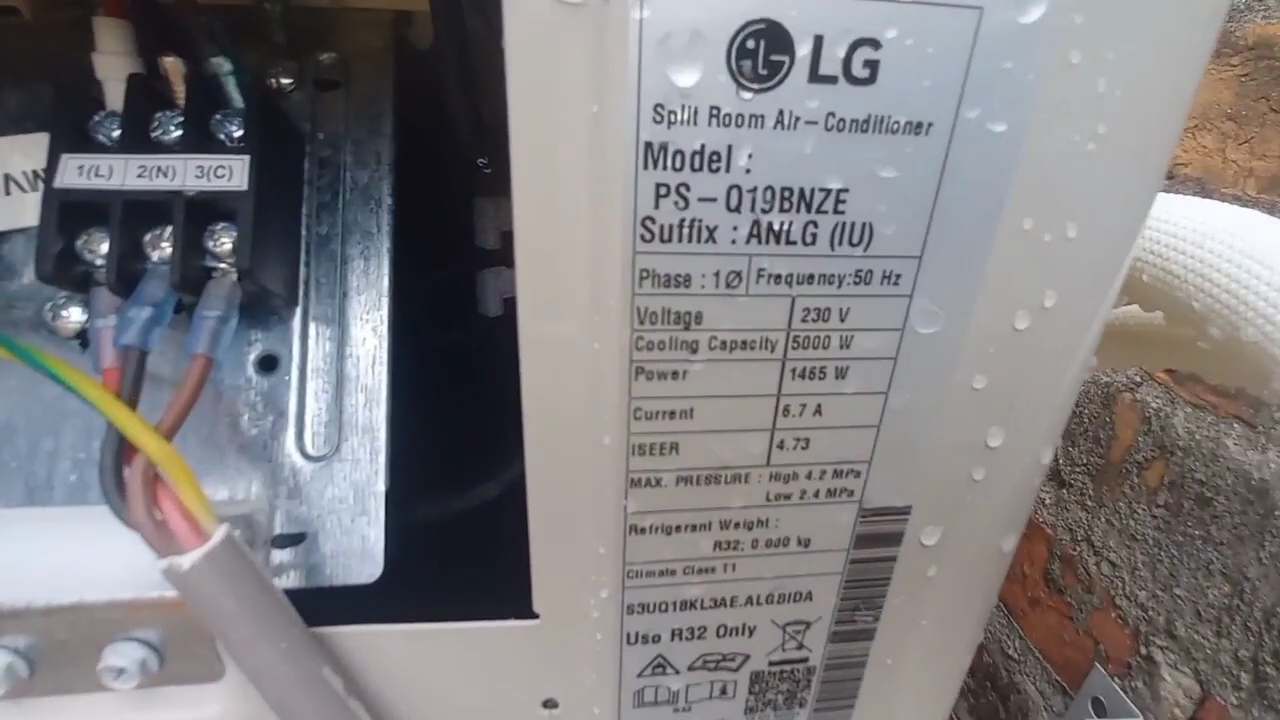 1(L) 2(N) 3(C)
LG
Split Room Air-Conditioner
Model :
PS-Q19BNZE
Suffix : ANLG (IU)
Phase : 1Ø Frequency:50 Hz
Voltage 230 V
Cooling Capacity 5000 W
Power 1465 W
Current 6.7 A
ISEER 4.73
MAX. PRESSURE : High 4.2 MPa
Low 2.4 MPa
Refrigerant Weight :
R32; kg
Climate Class T1
S3UQ18KL3AE.ALGBIDA
Use R32 Only